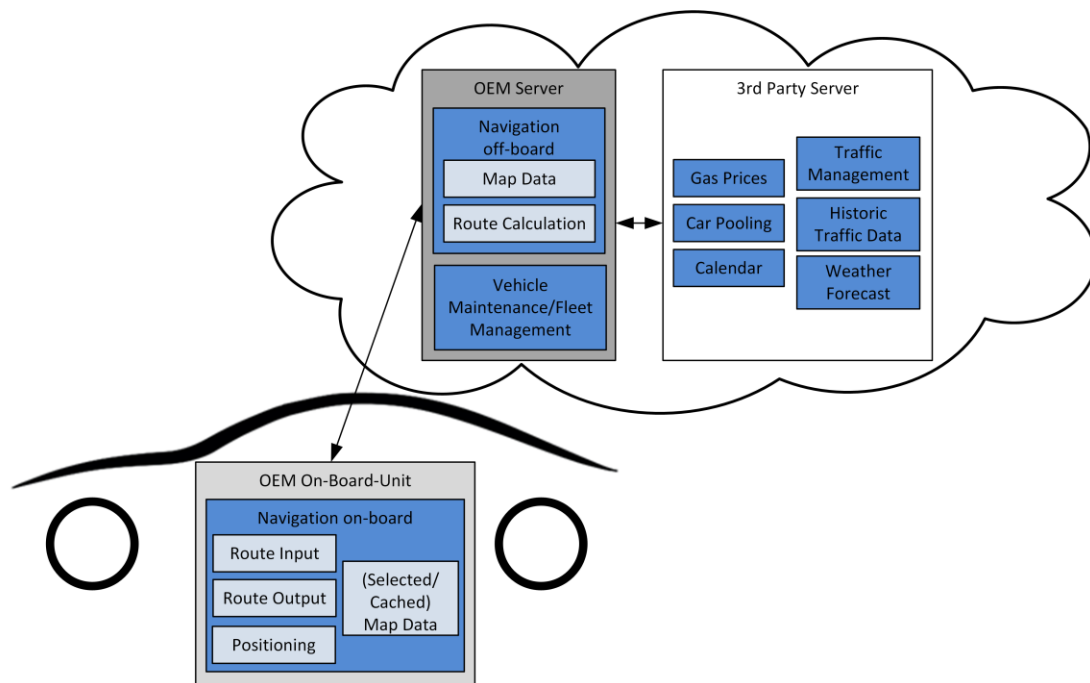 OEM Server
Navigation
off-board
Map Data
Route Calculation
Vehicle
Maintenance/Fleet
Management
3rd Party Server
Gas Prices
Car Pooling
Calendar
Traffic
Management
Historic
Traffic Data
Weather
Forecast
OEM On-Board-Unit
Navigation on-board
Route Input
Route Output
Positioning
(Selected/
Cached)
Map Data